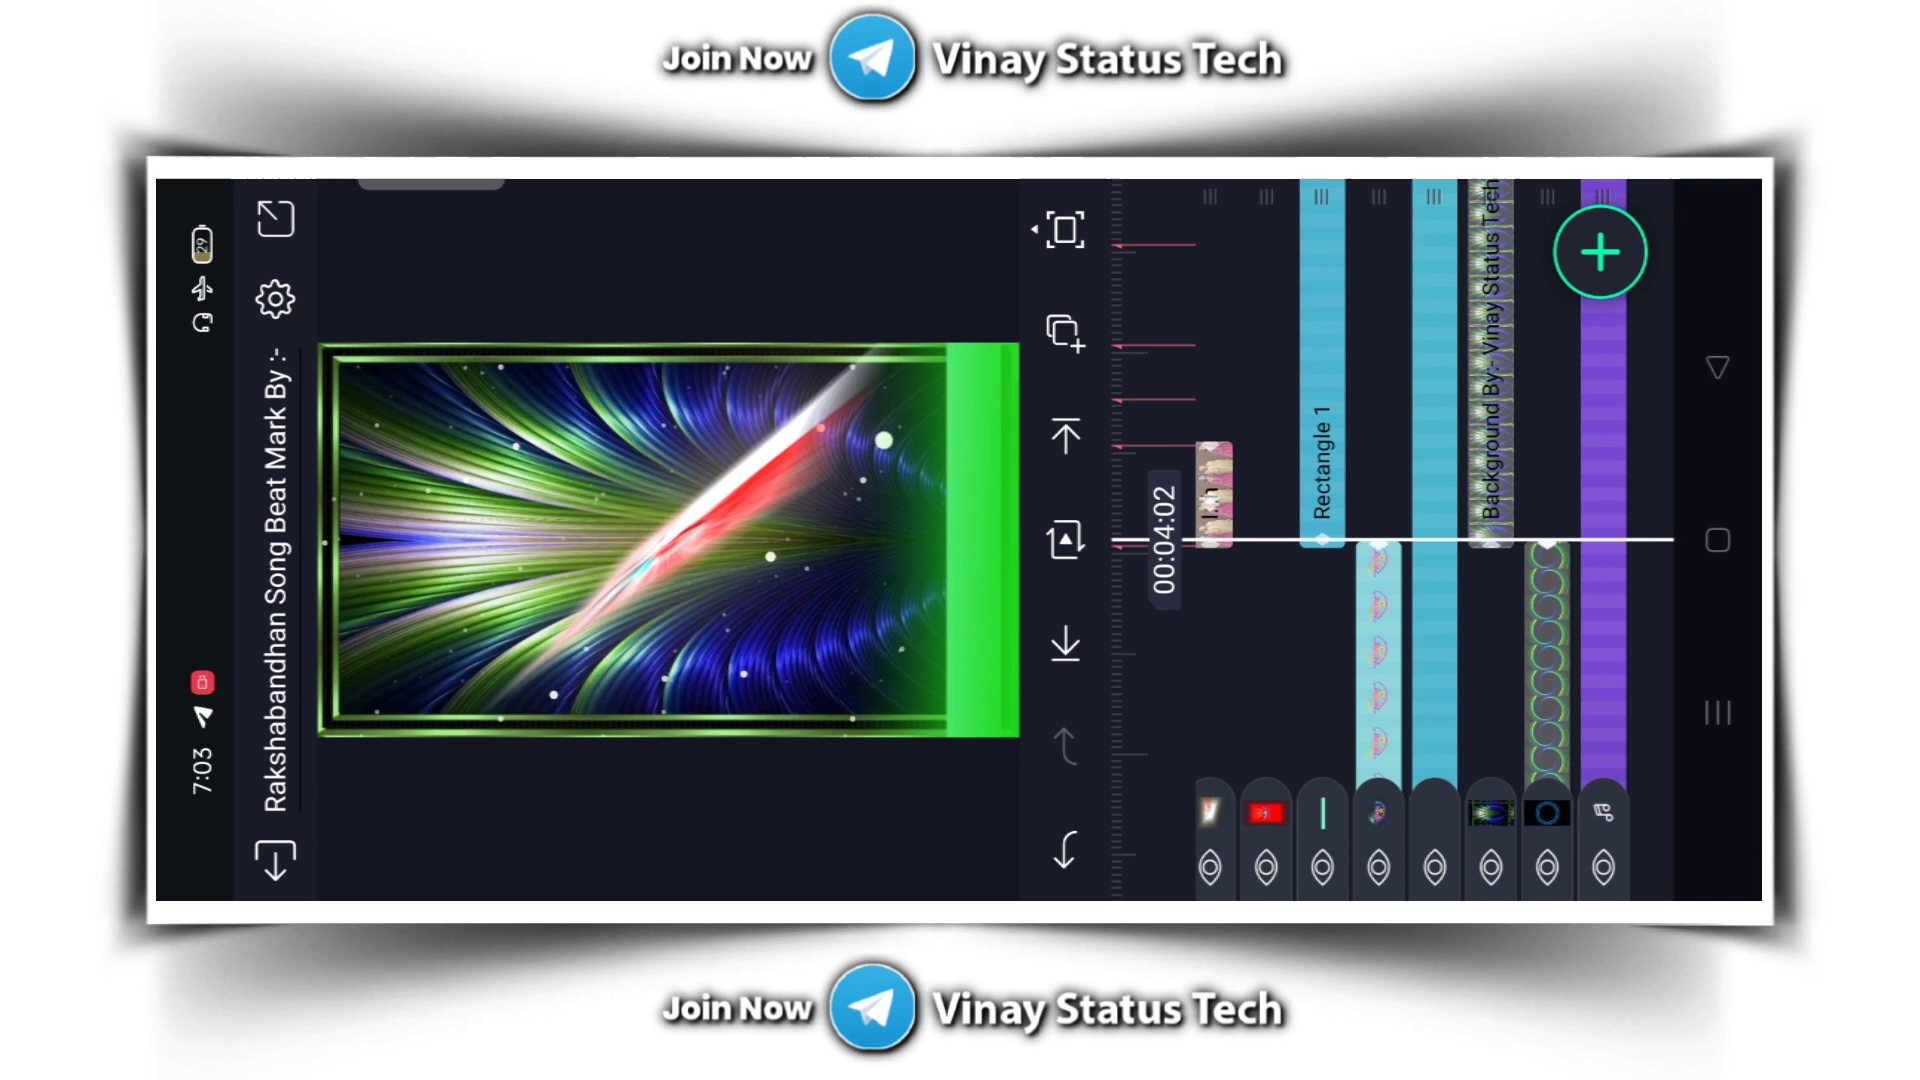 Join Now Vinay Status Tech
7:03
29
Rakshabandhan Song Beat Mark By :-
00:04:02
Rectangle 1
Background By:- Vinay Status Tech
Join Now Vinay Status Tech